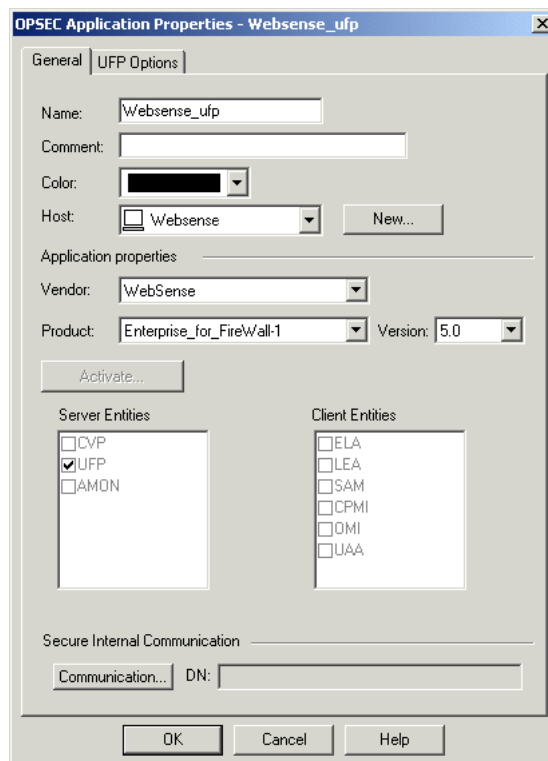 OPSEC Application Properties - Websense_ufp
General UFP Options
Name: Websense_ufp
Comment:
Color:
Host: Websense New...
Application properties
Vendor: WebSense
Product: Enterprise_for_FireWall-1 Version: 5.0
Activate...
Server Entities Client Entities
CVP ELA
UFP LEA
AMON SAM
CPMI
OMI
UAA
Secure Internal Communication
Communication... DN:
OK Cancel Help